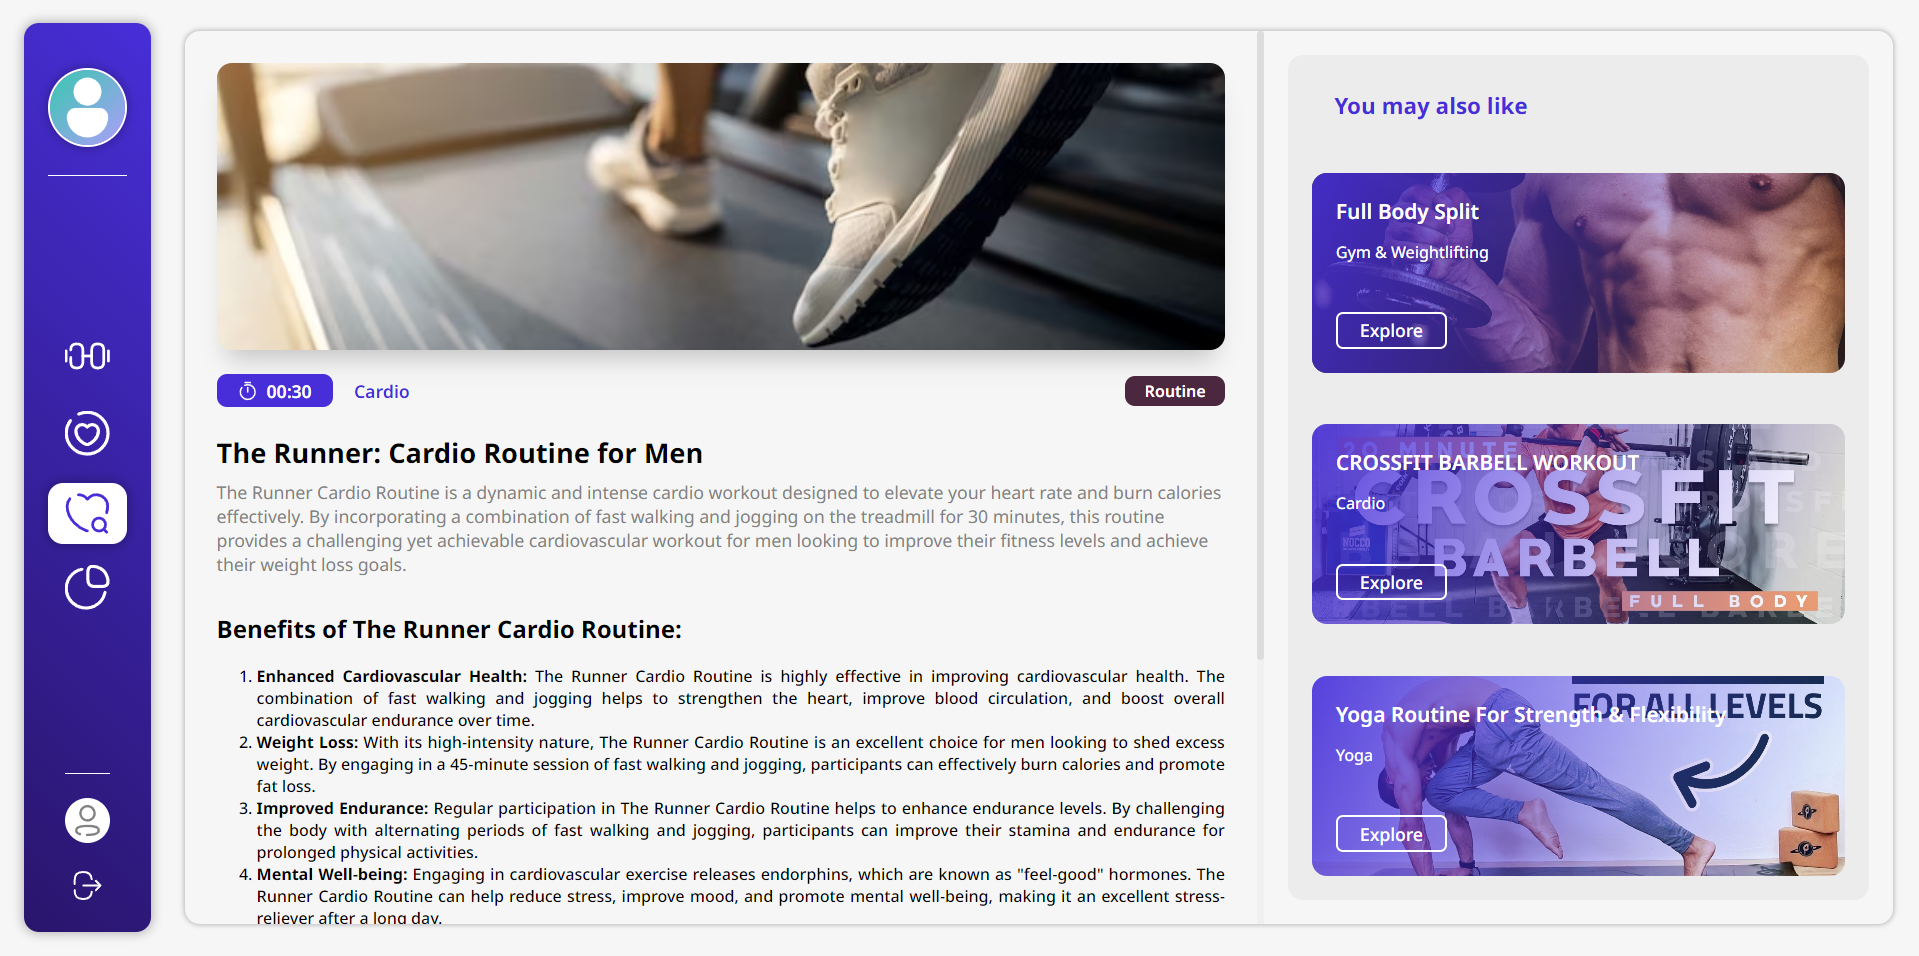 00:30
Cardio
Routine
The Runner: Cardio Routine for Men
The Runner Cardio Routine is a dynamic and intense cardio workout designed to elevate your heart rate and burn calories
effectively. By incorporating a combination of fast walking and jogging on the treadmill for 30 minutes, this routine
provides a challenging yet achievable cardiovascular workout for men looking to improve their fitness levels and achieve
their weight loss goals.
Benefits of The Runner Cardio Routine:
1. Enhanced Cardiovascular Health: The Runner Cardio Routine is highly effective in improving cardiovascular health. The
combination of fast walking and jogging helps to strengthen the heart, improve blood circulation, and boost overall
cardiovascular endurance over time.
2. Weight Loss: With its high-intensity nature, The Runner Cardio Routine is an excellent choice for men looking to shed excess
weight. By engaging in a 45-minute session of fast walking and jogging, participants can effectively burn calories and promote
fat loss.
3. Improved Endurance: Regular participation in The Runner Cardio Routine helps to enhance endurance levels. By challenging
the body with alternating periods of fast walking and jogging, participants can improve their stamina and endurance for
prolonged physical activities.
4. Mental Well-being: Engaging in cardiovascular exercise releases endorphins, which are known as "feel-good" hormones. The
Runner Cardio Routine can help reduce stress, improve mood, and promote mental well-being, making it an excellent stress-
reliever after a long day.
You may also like
Full Body Split
Gym & Weightlifting
Explore
20 MINUTE
CROSSFIT BARBELL WORKOUT
CROSSFIT
Cardio
NOCCO
BARBELL
Explore
FULL BODY
FOR ALL LEVELS
Yoga Routine For Strength & Flexibility
Yoga
Explore